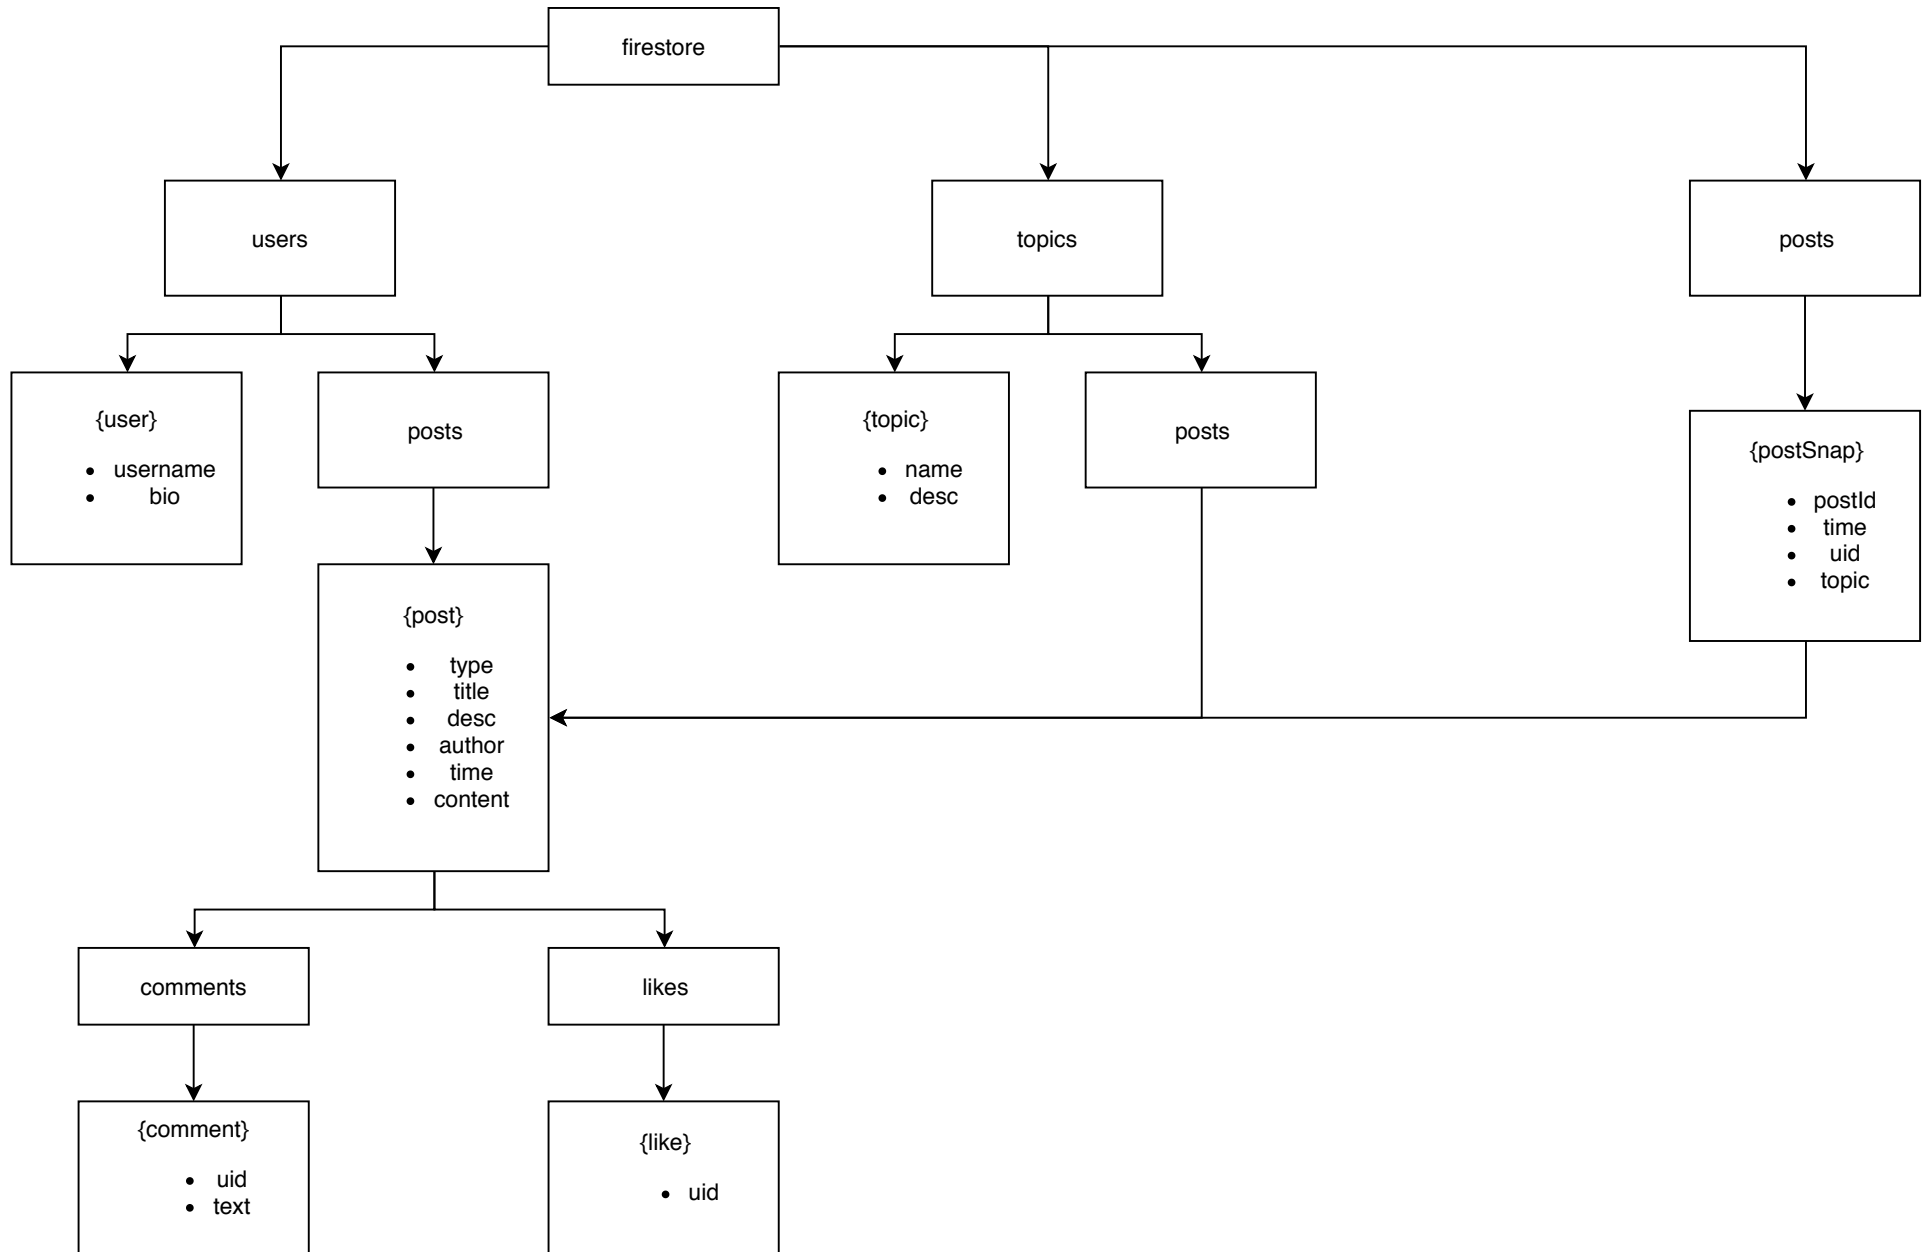 firestore
users
topics
posts
{user}
• username
• bio
posts
{topic}
• name
• desc
posts
{postSnap}
• postId
• time
• uid
• topic
{post}
• type
• title
• desc
• author
• time
• content
comments
likes
{comment}
• uid
• text
{like}
• uid